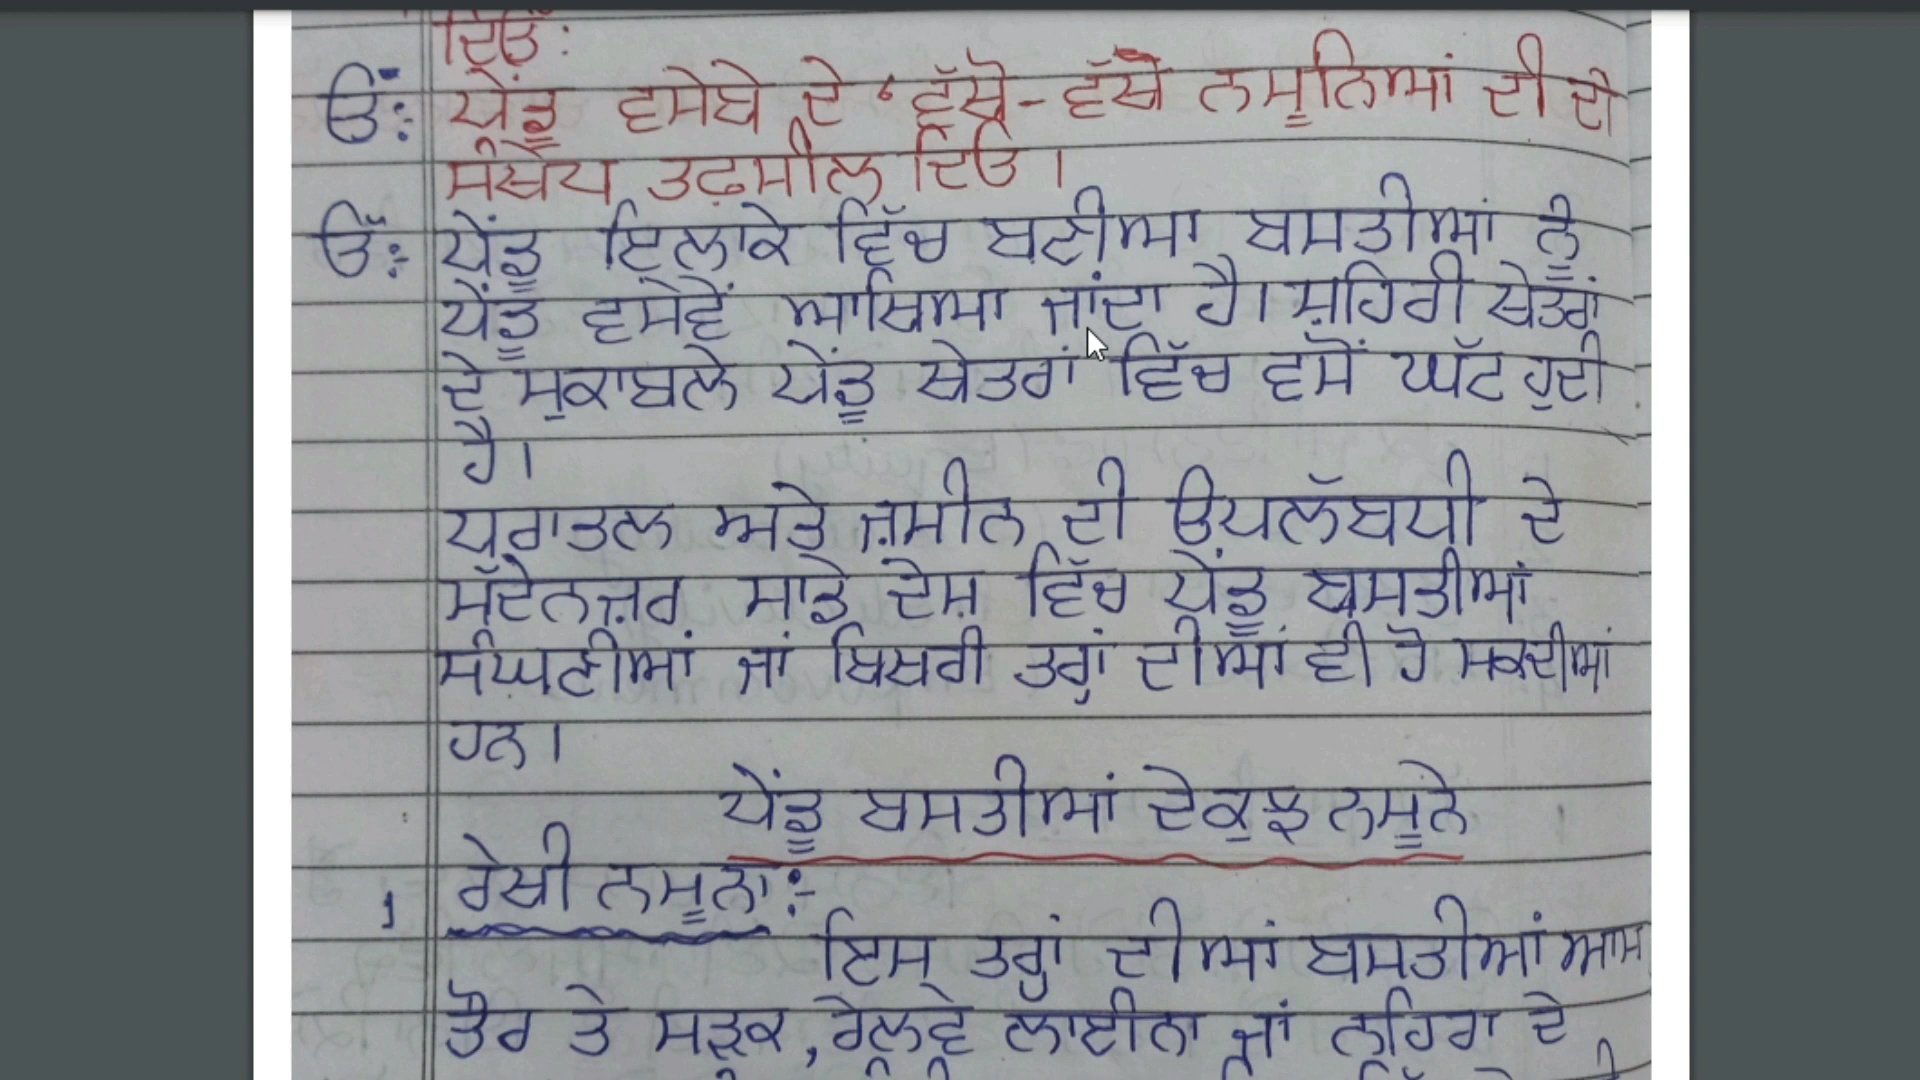 ਦਿਓ:
ਓਂ: ਪੇਂਡੂ ਵਸੇਬੇ ਦੇ ਵੱਖੋ-ਵੱਖ ਨਮੂਨਿਆਂ ਦੀ ਦੀ
ਸੰਖੇਪ ਤਫ਼ਸੀਲ ਦਿਓ ।
ਓਂ:- ਪੇਂਡੂ ਇਲਾਕੇ ਵਿੱਚ ਬਣੀਆ ਬਸਤੀਆਂ ਨੂੰ
ਪੇਂਡੂ ਵਸੇਵੇਂ ਆਖਿਆ ਜਾਂਦਾ ਹੈ। ਸ਼ਹਿਰੀ ਖੇਤਰਾਂ
ਦੇ ਮੁਕਾਬਲੇ ਪੇਂਡੂ ਖੇਤਰਾਂ ਵਿੱਚ ਵਸੋਂ ਘੱਟ ਹੁਦੀ
ਹੈ।
ਧਰਾਤਲ ਅਤੇ ਜ਼ਮੀਨ ਦੀ ਉਪਲੱਬਧੀ ਦੇ
ਮੱਦੇਨਜ਼ਰ ਸਾਡੇ ਦੇਸ਼ ਵਿੱਚ ਪੇਂਡੂ ਬਸਤੀਆਂ
ਸੰਘਣੀਆਂ ਜਾਂ ਖਿਖਰੀ ਤਰ੍ਹਾਂ ਦੀਆਂ ਵੀ ਹੋ ਸਕਦੀਆਂ
ਹਨ।
ਪੇਂਡੂ ਬਸਤੀਆਂ ਦੇ ਕੁਝ ਨਮੂਨੇ
1 ਰੇਖੀ ਨਮੂਨਾ:-
ਇਸ ਤਰ੍ਹਾਂ ਦੀਆਂ ਬਸਤੀਆਂ ਆਮ
ਤੌਰ ਤੇ ਸੜਕ, ਰੇਲਵੇ ਲਾਈਨਾ ਜਾਂ ਨਹਿਰਾ ਦੇ